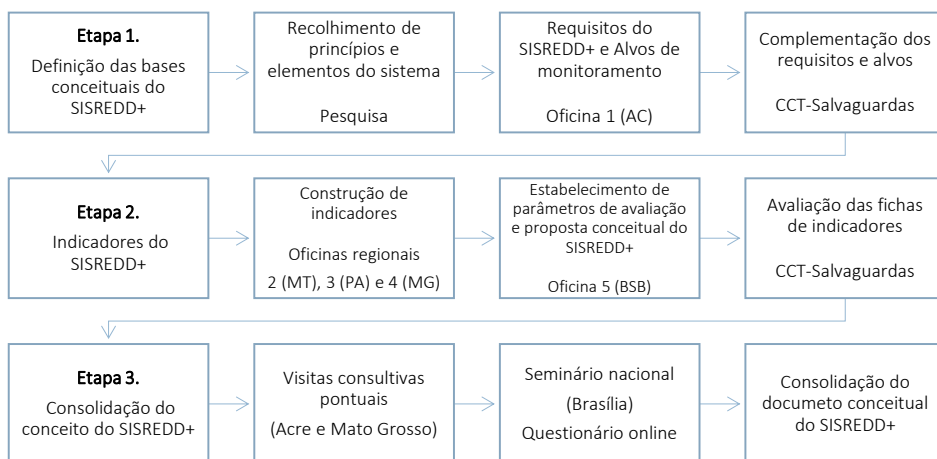 Etapa 1.
Definição das bases
conceituais do
SISREDD+
Recolhimento de
princípios e
elementos do sistema
Pesquisa
Requisitos do
SISREDD+ e Alvos de
monitoramento
Oficina 1 (AC)
Complementação dos
requisitos e alvos
CCT-Salvaguardas
Etapa 2.
Indicadores do
SISREDD+
Construção de
indicadores
Oficinas regionais
2 (MT), 3 (PA) e 4 (MG)
Estabelecimento de
parâmetros de avaliação
e proposta conceitual do
SISREDD+
Oficina 5 (BSB)
Avaliação das fichas
de indicadores
CCT-Salvaguardas
Etapa 3.
Consolidação do
conceito do SISREDD+
Visitas consultivas
pontuais
(Acre e Mato Grosso)
Seminário nacional
(Brasília)
Questionário online
Consolidação do
documeto conceitual
do SISREDD+